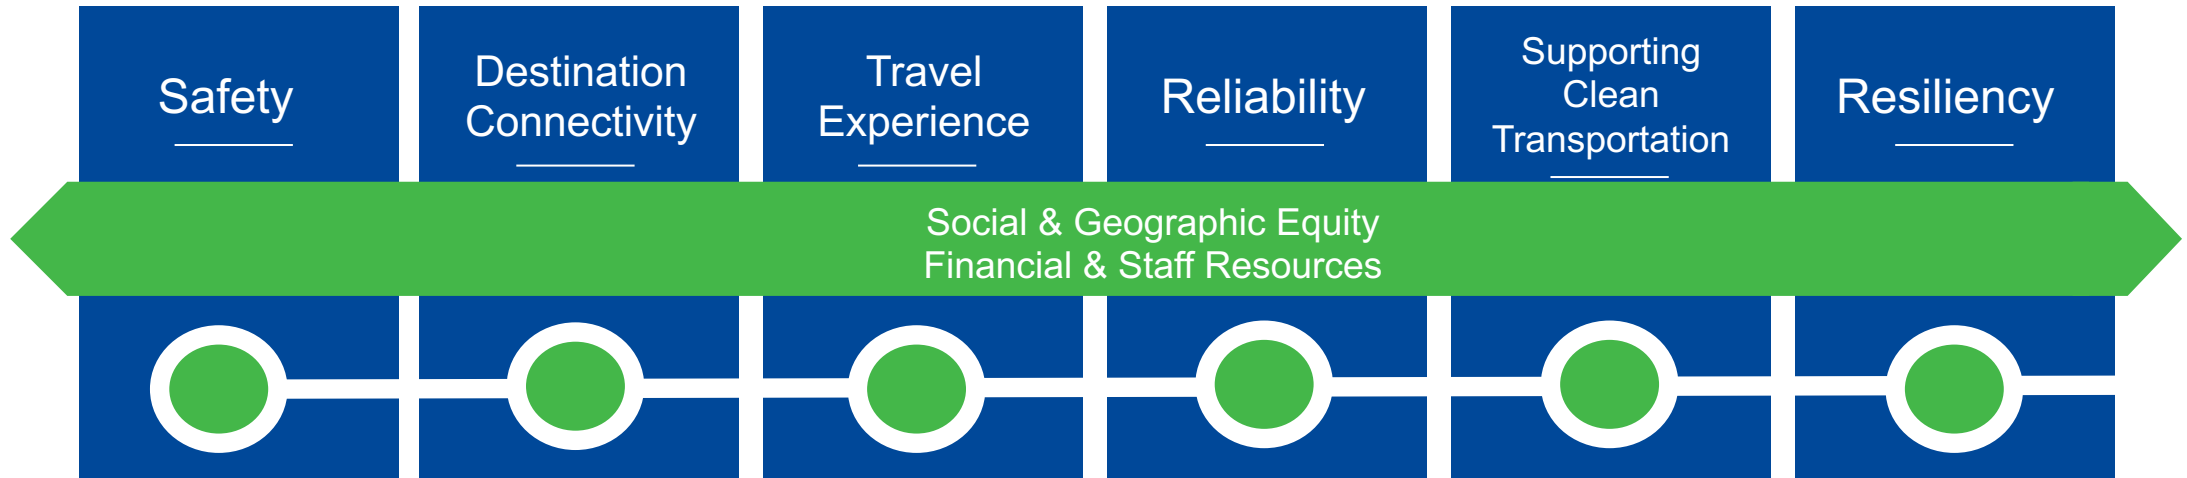 Safety
Destination
Connectivity
Travel
Experience
Reliability
Supporting
Clean
Transportation
Resiliency
Social & Geographic Equity
Financial & Staff Resources